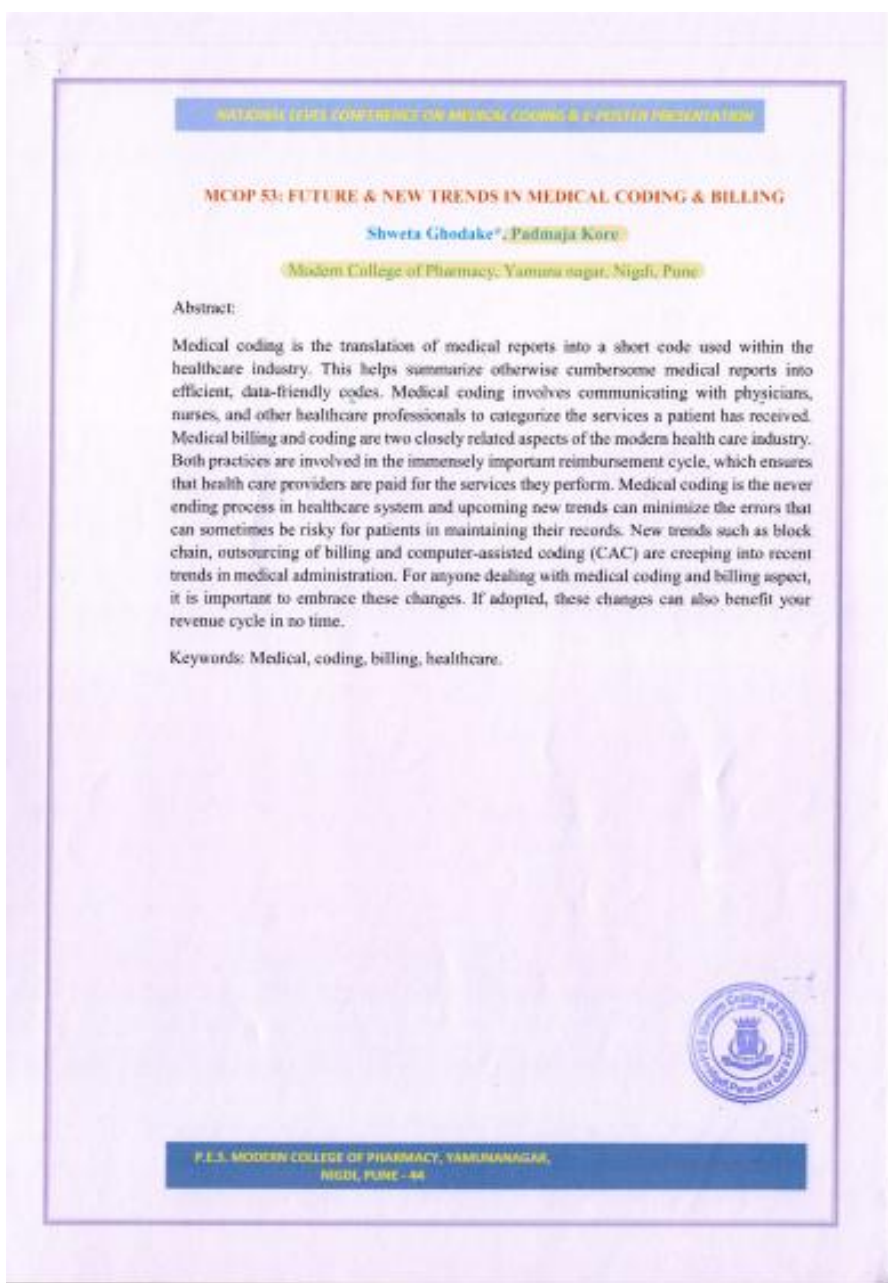 NATIONAL LEVEL CONFERENCE ON MEDICAL CODING & E-POSTER PRESENTATION
MCOP 53: FUTURE & NEW TRENDS IN MEDICAL CODING & BILLING
Shweta Ghodake*, Padmaja Kore
Modern College of Pharmacy, Yamuna nagar, Nigdi, Pune
Abstract:
Medical coding is the translation of medical reports into a short code used within the
healthcare industry. This helps summarize otherwise cumbersome medical reports into
efficient, data-friendly codes. Medical coding involves communicating with physicians,
nurses, and other healthcare professionals to categorize the services a patient has received.
Medical billing and coding are two closely related aspects of the modern health care industry.
Both practices are involved in the immensely important reimbursement cycle, which ensures
that health care providers are paid for the services they perform. Medical coding is the never
ending process in healthcare system and upcoming new trends can minimize the errors that
can sometimes be risky for patients in maintaining their records. New trends such as block
chain, outsourcing of billing and computer-assisted coding (CAC) are creeping into recent
trends in medical administration. For anyone dealing with medical coding and billing aspect,
it is important to embrace these changes. If adopted, these changes can also benefit your
revenue cycle in no time.
Keywords: Medical, coding, billing, healthcare.
P.E.S. MODERN COLLEGE OF PHARMACY, YAMUNANAGAR,
NIGDI, PUNE - 44